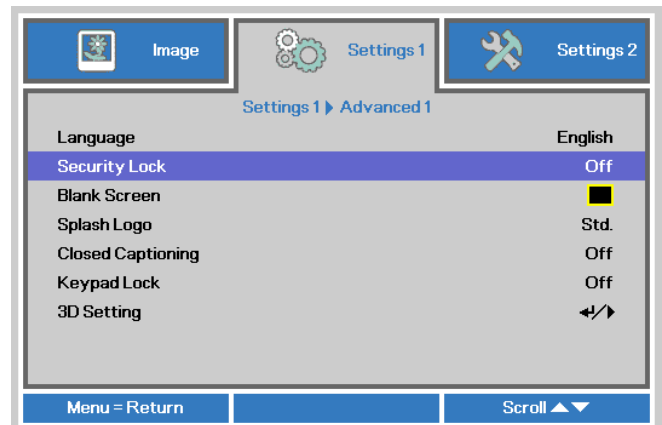 Image
Settings 1
Settings 2
Settings 1 Advanced 1
Language English
Security Lock Off
Blank Screen
Splash Logo Std.
Closed Captioning Off
Keypad Lock Off
3D Setting /
Menu = Return Scroll